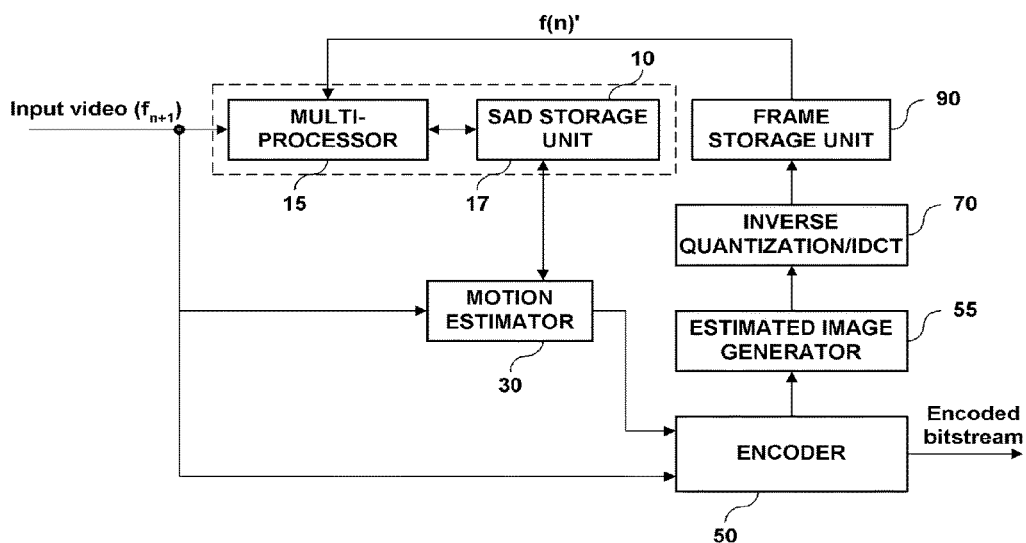 f(n)'
10
Input video (fn+1)
MULTI-
PROCESSOR
SAD STORAGE
UNIT
FRAME
STORAGE UNIT
90
15
17
INVERSE
QUANTIZATION/IDCT
70
MOTION
ESTIMATOR
30
ESTIMATED IMAGE
GENERATOR
55
ENCODER
50
Encoded
bitstream